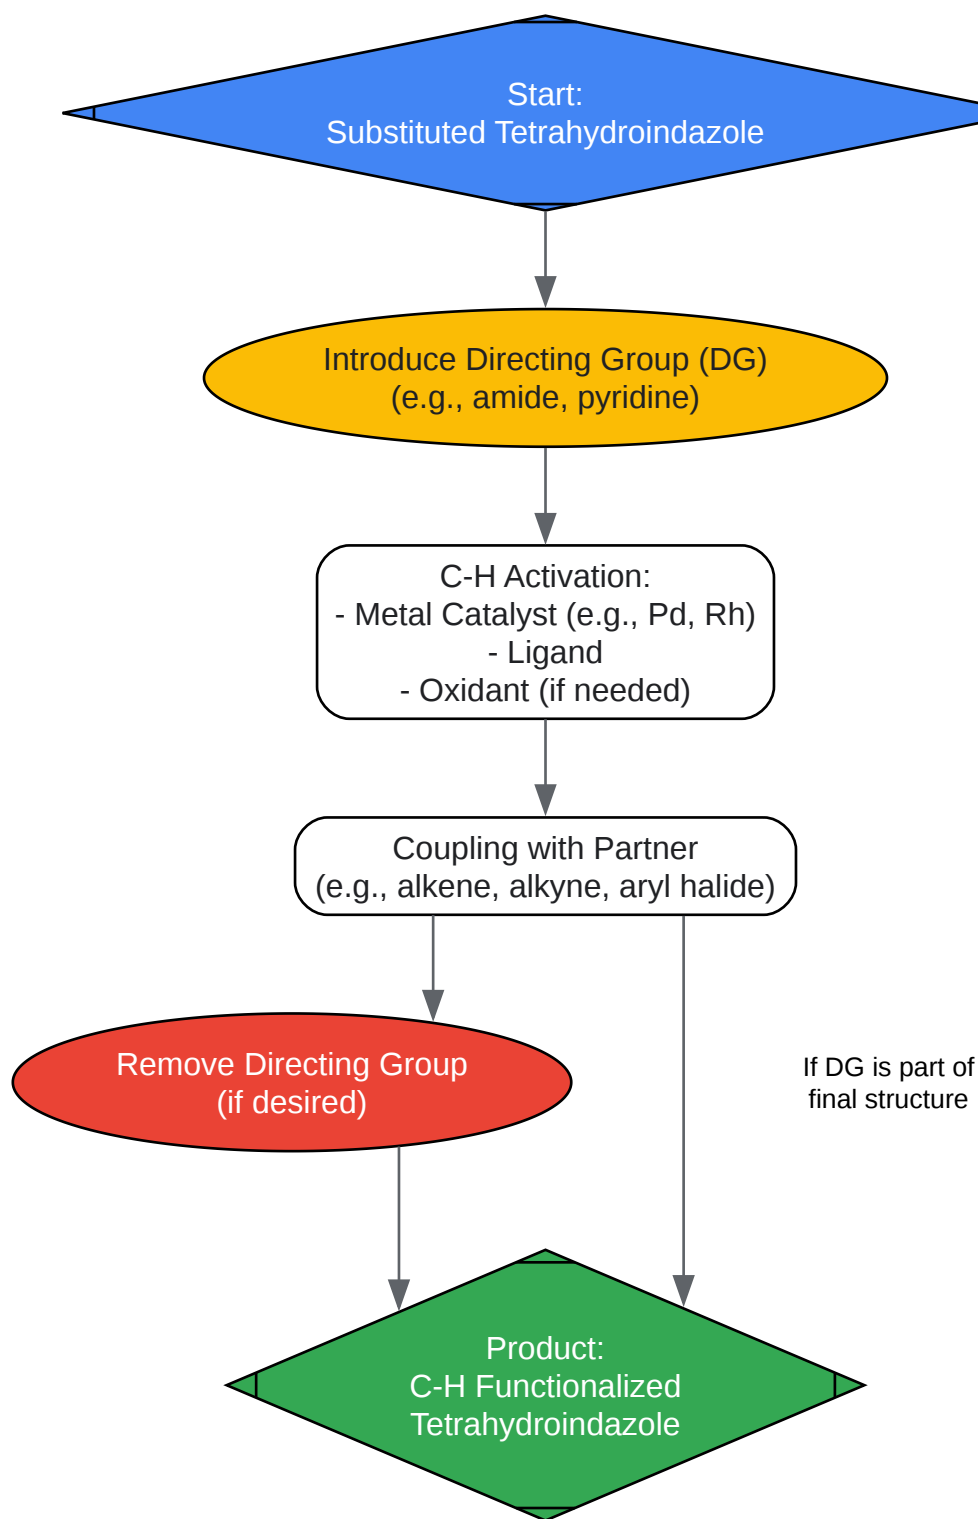 Start:
Substituted Tetrahydroindazole
Introduce Directing Group (DG)
(e.g., amide, pyridine)
C-H Activation:
- Metal Catalyst (e.g., Pd, Rh)
- Ligand
- Oxidant (if needed)
Coupling with Partner
(e.g., alkene, alkyne, aryl halide)
Remove Directing Group
(if desired)
If DG is part of
final structure
Product:
C-H Functionalized
Tetrahydroindazole